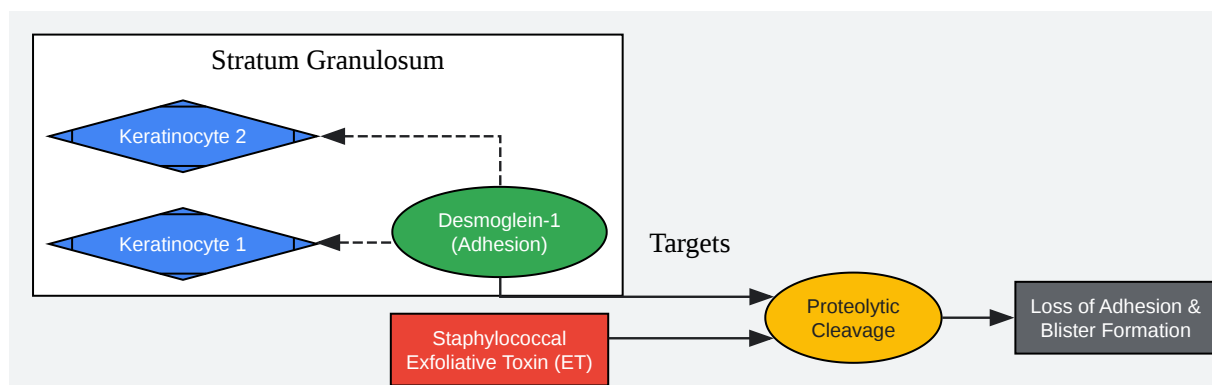 Stratum Granulosum
Keratinocyte 2
Keratinocyte 1
Desmoglein-1
(Adhesion)
Targets
Staphylococcal
Exfoliative Toxin (ET)
Proteolytic
Cleavage
Loss of Adhesion &
Blister Formation